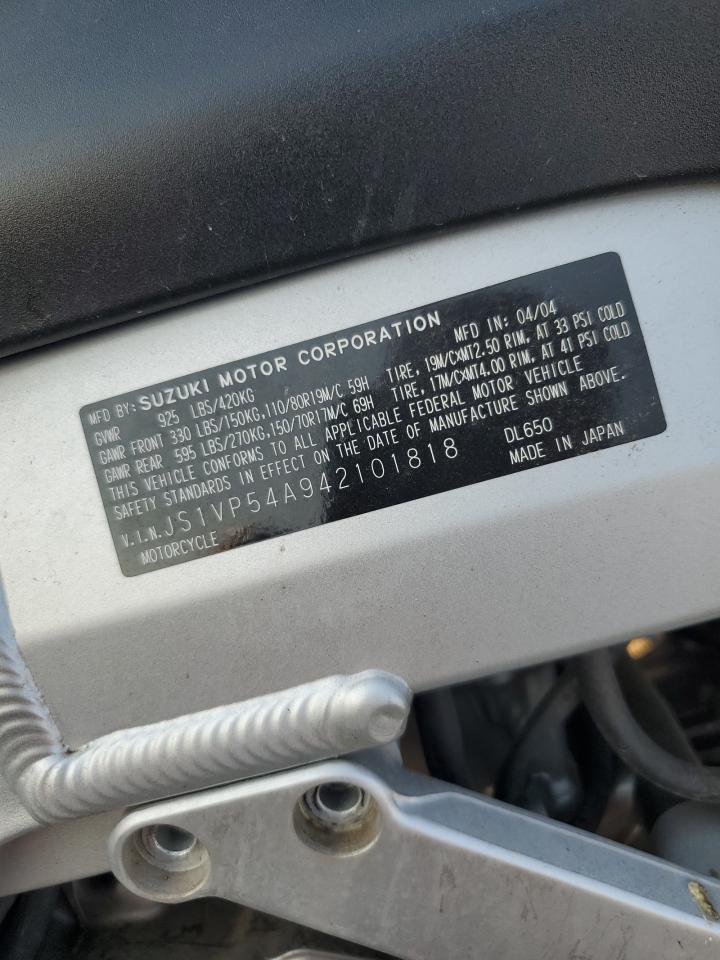 MFD BY: SUZUKI MOTOR CORPORATION MFD IN: 04/04
GVWR 925 LBS/420KG
GAWR FRONT 330 LBS/150KG,110/80R19M/C 59H TIRE, 19M/CXMT2.50 RIM, AT 33 PSI COLD
GAWR REAR 595 LBS/270KG,150/70R17M/C 69H TIRE, 17M/CXMT4.00 RIM, AT 41 PSI COLD
THIS VEHICLE CONFORMS TO ALL APPLICABLE FEDERAL MOTOR VEHICLE
SAFETY STANDARDS IN EFFECT ON THE DATE OF MANUFACTURE SHOWN ABOVE.
V.I.N. JS1VP54A942101818 DL650
MOTORCYCLE MADE IN JAPAN